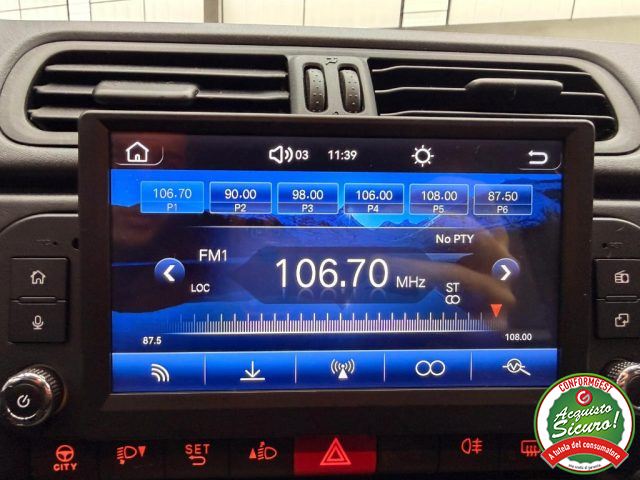 03 11:39
106.70 90.00 98.00 106.00 108.00 87.50
P1 P2 P3 P4 P5 P6
No PTY
FM1
106.70 MHz
LOC
ST
87.5 108.00
CITY
SET
CONFORMGEST
Acquisto
Sicuro!
A tutela del consumatore